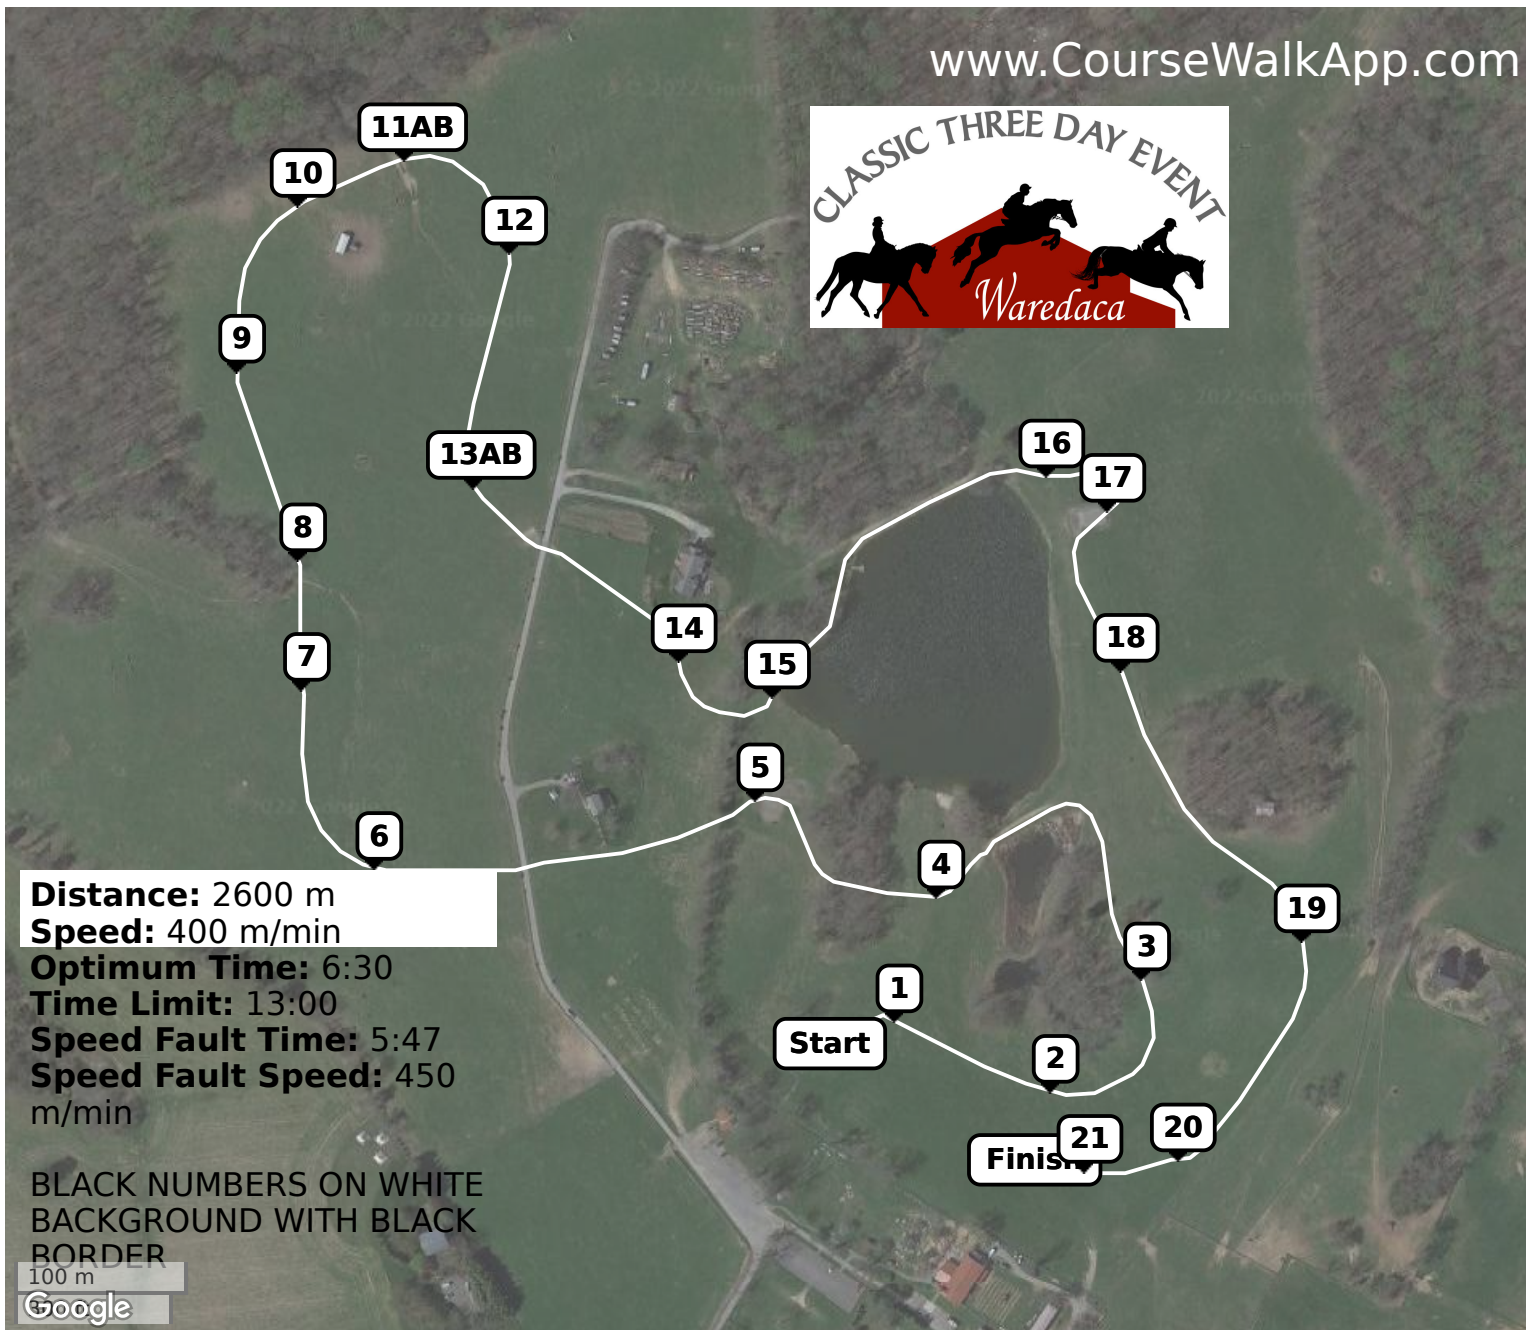 www.CourseWalkApp.com
CLASSIC THREE DAY EVENT
Waredaca
11AB
10
12
9
13AB
16
17
8
14
18
7
15
5
6
4
19
3
1
Start
2
21
20
Finish
Distance: 2600 m
Speed: 400 m/min
Optimum Time: 6:30
Time Limit: 13:00
Speed Fault Time: 5:47
Speed Fault Speed: 450
m/min
BLACK NUMBERS ON WHITE
BACKGROUND WITH BLACK
BORDER
100 m
Google